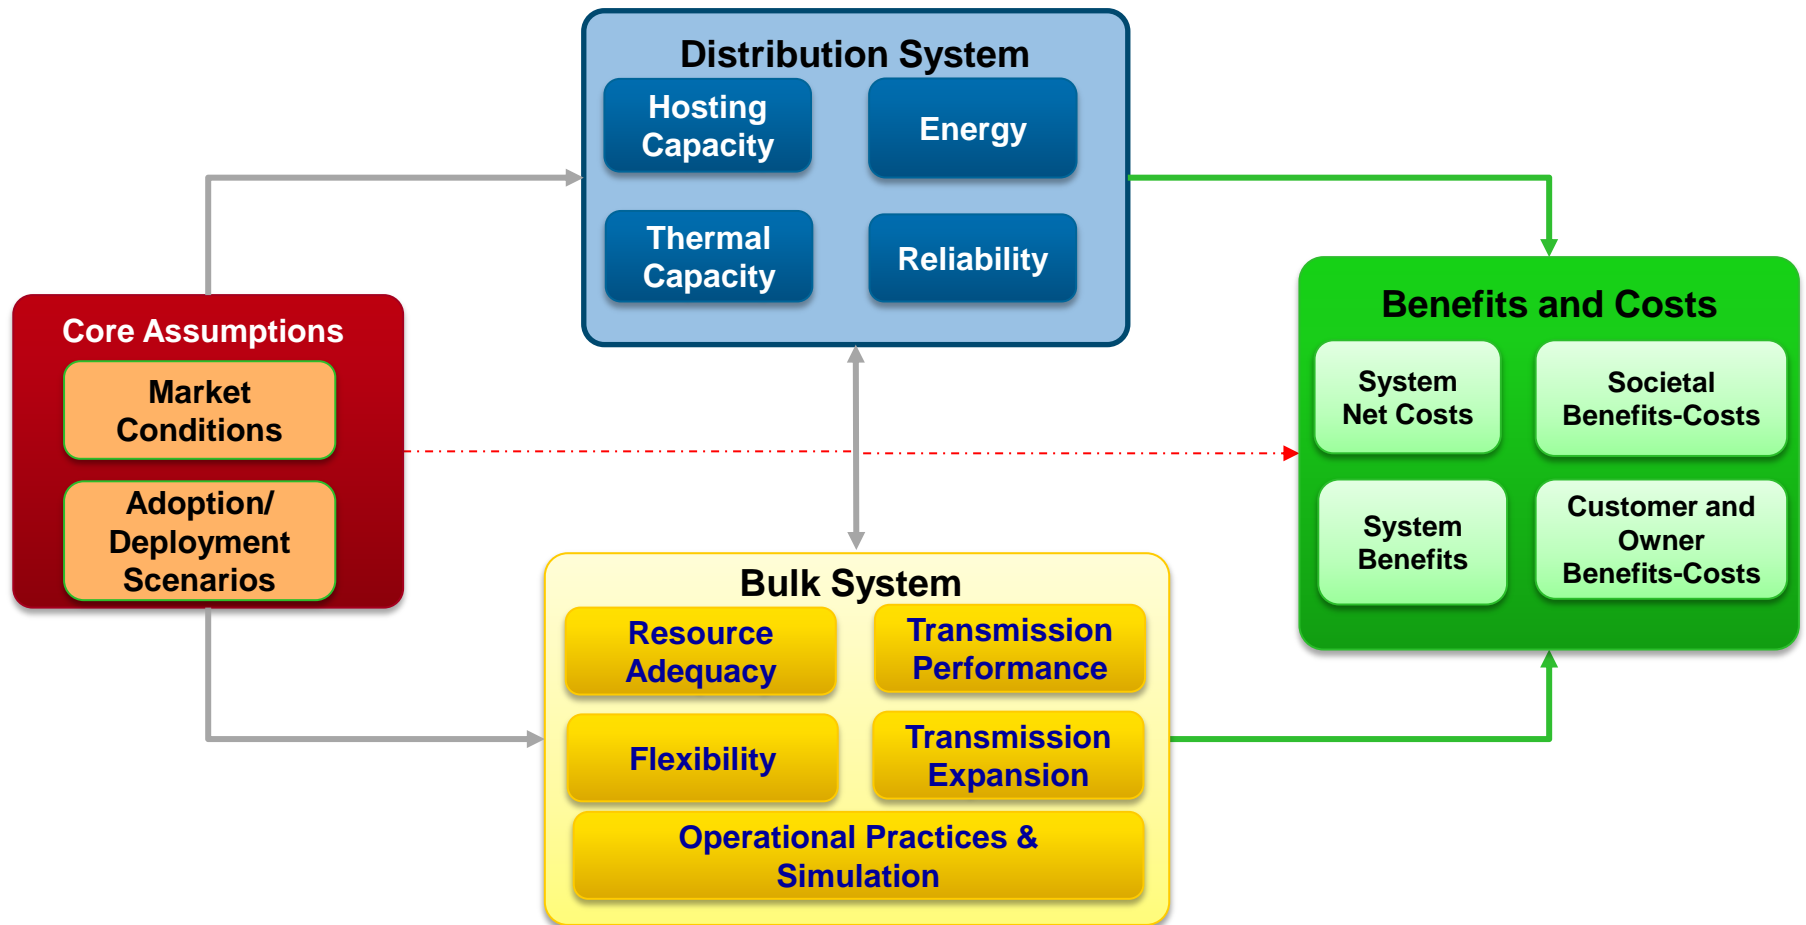 Distribution System
Hosting
Capacity
Energy
Thermal
Capacity
Reliability
Core Assumptions
Market
Conditions
Adoption/
Deployment
Scenarios
Benefits and Costs
System
Net Costs
Societal
Benefits-Costs
System
Benefits
Customer and
Owner
Benefits-Costs
Bulk System
Resource
Adequacy
Transmission
Performance
Flexibility
Transmission
Expansion
Operational Practices &
Simulation